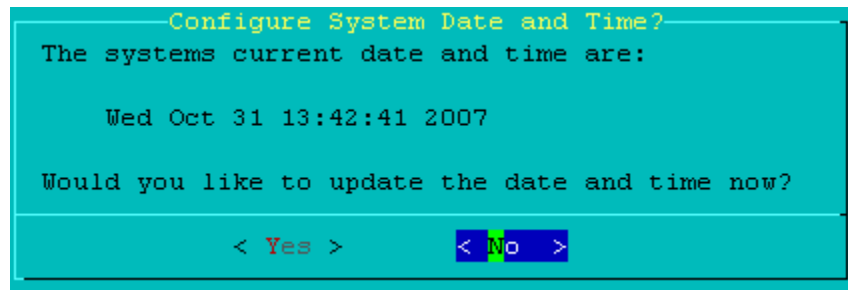 Configure System Date and Time?
The systems current date and time are:
Wed Oct 31 13:42:41 2007
Would you like to update the date and time now?
< Yes > < No >